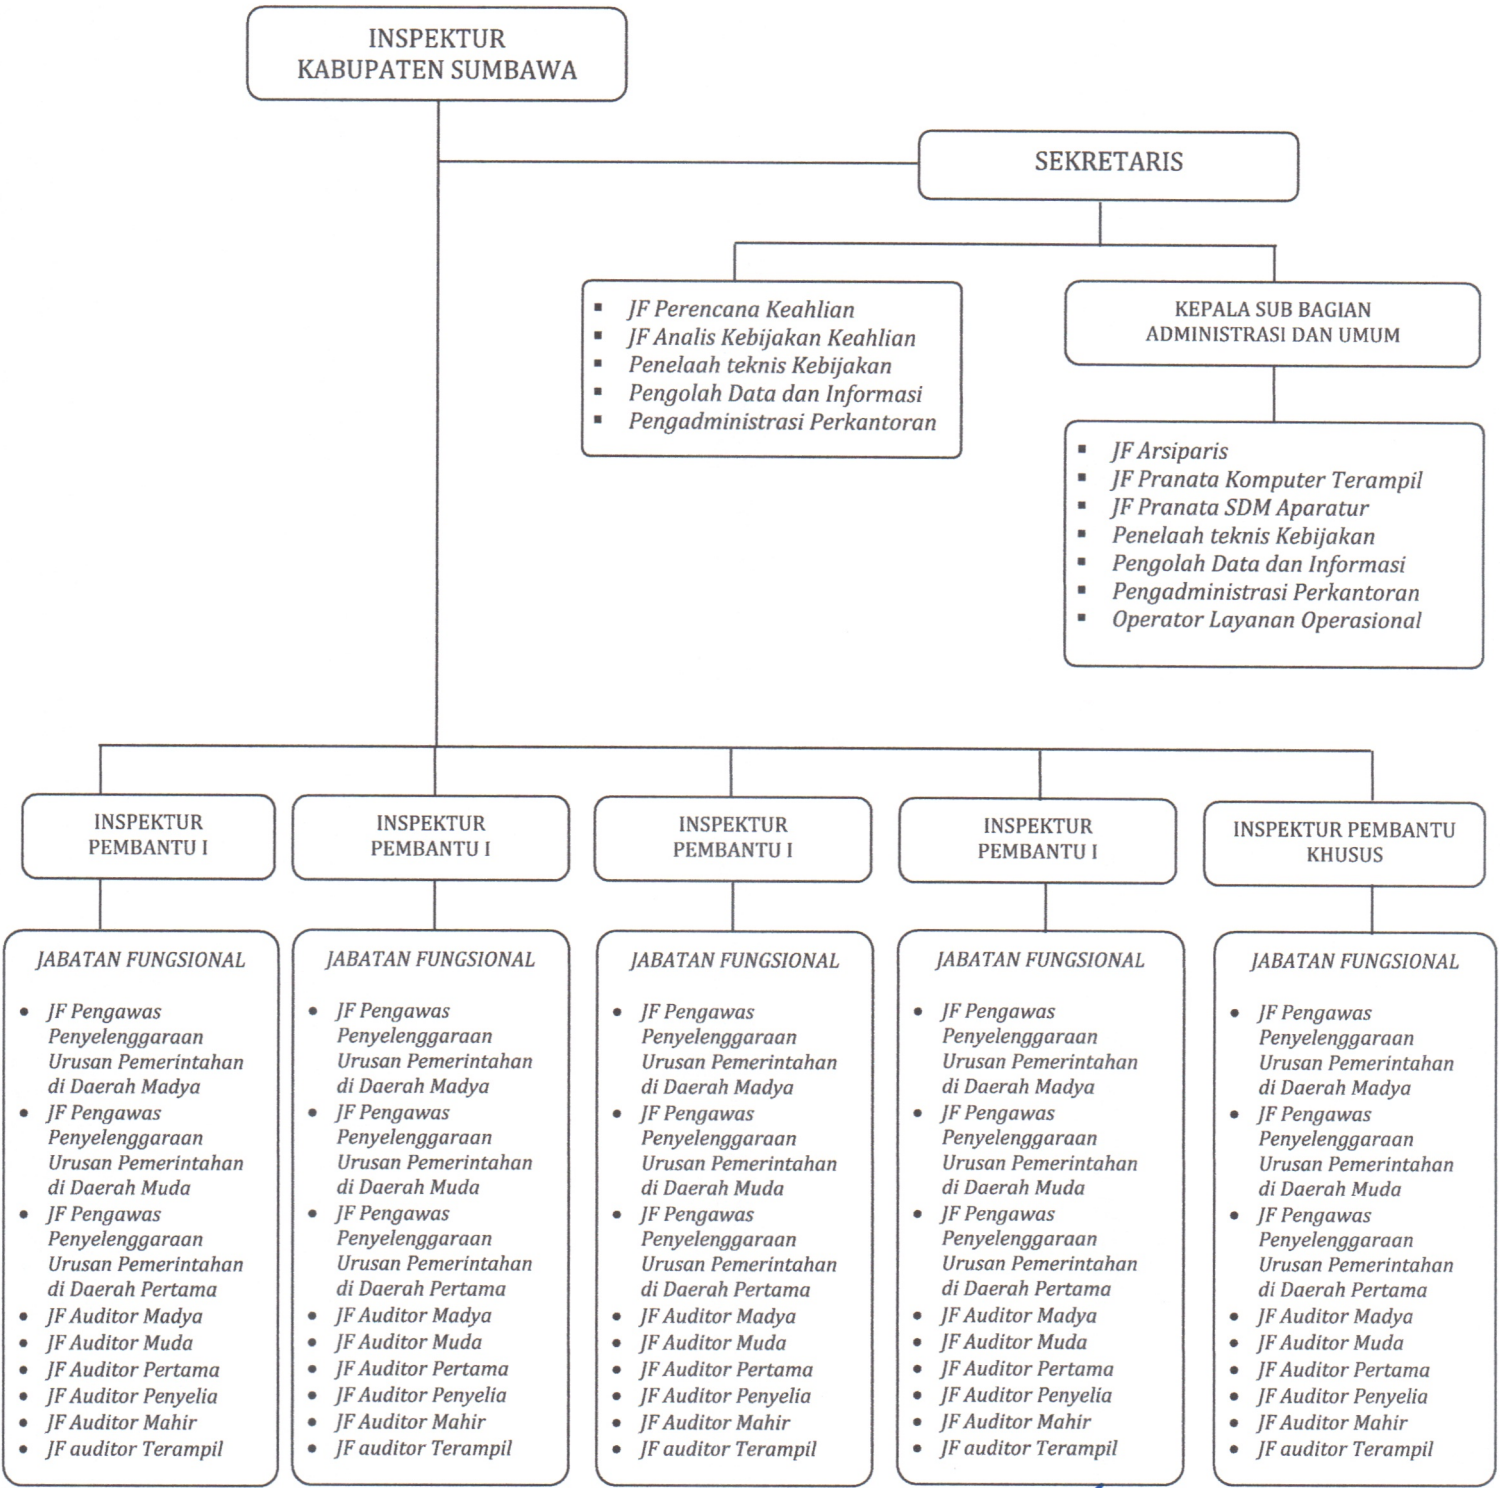 INSPEKTUR
KABUPATEN SUMBAWA
SEKRETARIS
▪ JF Perencana Keahlian
▪ JF Analis Kebijakan Keahlian
▪ Penelaah teknis Kebijakan
▪ Pengolah Data dan Informasi
▪ Pengadministrasi Perkantoran
KEPALA SUB BAGIAN
ADMINISTRASI DAN UMUM
▪ JF Arsiparis
▪ JF Pranata Komputer Terampil
▪ JF Pranata SDM Aparatur
▪ Penelaah teknis Kebijakan
▪ Pengolah Data dan Informasi
▪ Pengadministrasi Perkantoran
▪ Operator Layanan Operasional
INSPEKTUR
PEMBANTU I
INSPEKTUR
PEMBANTU I
INSPEKTUR
PEMBANTU I
INSPEKTUR
PEMBANTU I
INSPEKTUR PEMBANTU
KHUSUS
JABATAN FUNGSIONAL
• JF Pengawas
Penyelenggaraan
Urusan Pemerintahan
di Daerah Madya
• JF Pengawas
Penyelenggaraan
Urusan Pemerintahan
di Daerah Muda
• JF Pengawas
Penyelenggaraan
Urusan Pemerintahan
di Daerah Pertama
• JF Auditor Madya
• JF Auditor Muda
• JF Auditor Pertama
• JF Auditor Penyelia
• JF Auditor Mahir
• JF auditor Terampil
JABATAN FUNGSIONAL
• JF Pengawas
Penyelenggaraan
Urusan Pemerintahan
di Daerah Madya
• JF Pengawas
Penyelenggaraan
Urusan Pemerintahan
di Daerah Muda
• JF Pengawas
Penyelenggaraan
Urusan Pemerintahan
di Daerah Pertama
• JF Auditor Madya
• JF Auditor Muda
• JF Auditor Pertama
• JF Auditor Penyelia
• JF Auditor Mahir
• JF auditor Terampil
JABATAN FUNGSIONAL
• JF Pengawas
Penyelenggaraan
Urusan Pemerintahan
di Daerah Madya
• JF Pengawas
Penyelenggaraan
Urusan Pemerintahan
di Daerah Muda
• JF Pengawas
Penyelenggaraan
Urusan Pemerintahan
di Daerah Pertama
• JF Auditor Madya
• JF Auditor Muda
• JF Auditor Pertama
• JF Auditor Penyelia
• JF Auditor Mahir
• JF auditor Terampil
JABATAN FUNGSIONAL
• JF Pengawas
Penyelenggaraan
Urusan Pemerintahan
di Daerah Madya
• JF Pengawas
Penyelenggaraan
Urusan Pemerintahan
di Daerah Muda
• JF Pengawas
Penyelenggaraan
Urusan Pemerintahan
di Daerah Pertama
• JF Auditor Madya
• JF Auditor Muda
• JF Auditor Pertama
• JF Auditor Penyelia
• JF Auditor Mahir
• JF auditor Terampil
JABATAN FUNGSIONAL
• JF Pengawas
Penyelenggaraan
Urusan Pemerintahan
di Daerah Madya
• JF Pengawas
Penyelenggaraan
Urusan Pemerintahan
di Daerah Muda
• JF Pengawas
Penyelenggaraan
Urusan Pemerintahan
di Daerah Pertama
• JF Auditor Madya
• JF Auditor Muda
• JF Auditor Pertama
• JF Auditor Penyelia
• JF Auditor Mahir
• JF auditor Terampil